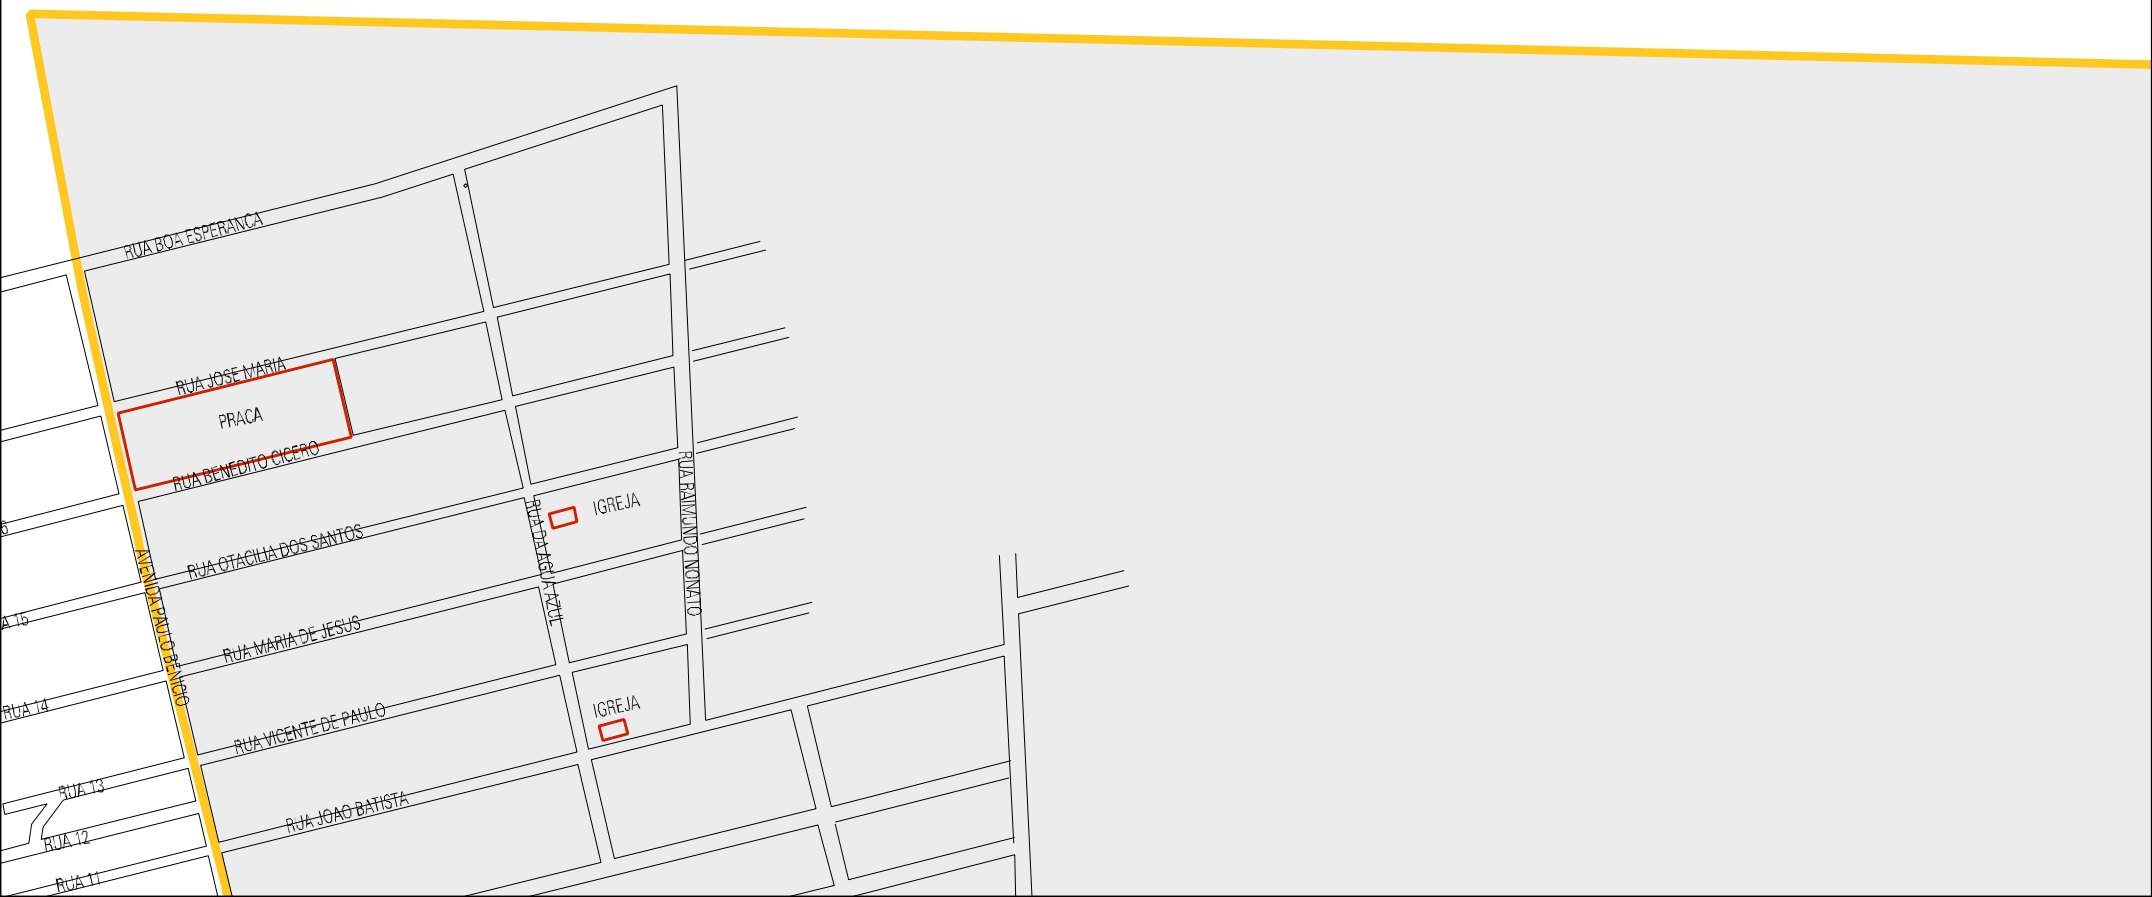 RUA BOA ESPERANCA
RUA JOSE MARIA
PRACA
RUA BENEDITO CICERO
RUA RAIMUNDO NONATO
IGREJA
RUA DA AGUA AZUL
6
RUA OTACILIA DOS SANTOS
AVENIDA PAULO BENICIO
A 15
RUA MARIA DE JESUS
RUA 14
IGREJA
RUA VICENTE DE PAULO
RUA 13
RUA JOAO BATISTA
RUA 12
RUA 11